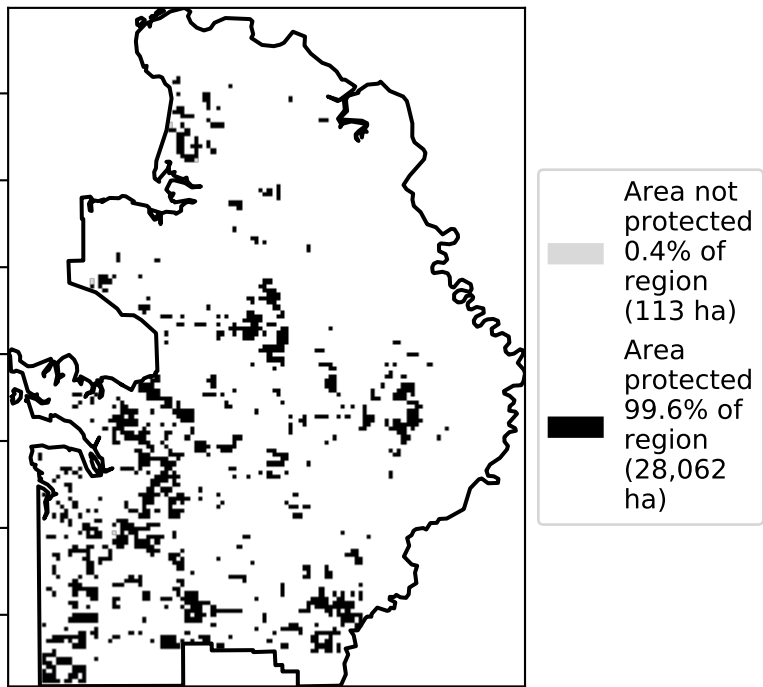 Area not
protected
0.4% of
region
(113 ha)
Area
protected
99.6% of
region
(28,062
ha)